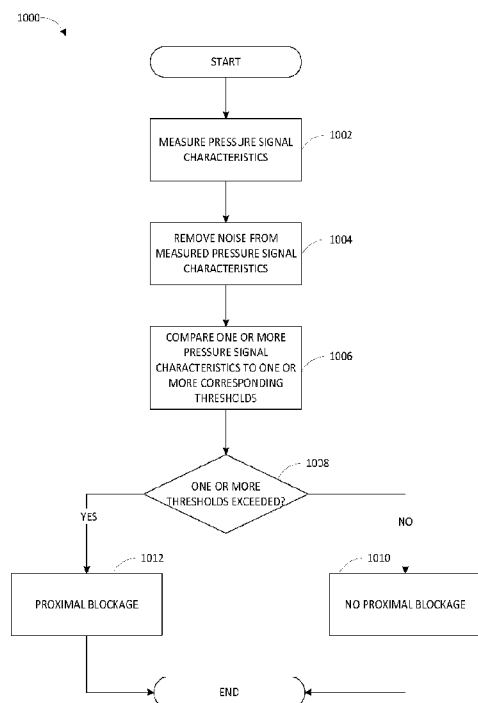 1000
START
MEASURE PRESSURE SIGNAL
CHARACTERISTICS
1002
REMOVE NOISE FROM
MEASURED PRESSURE SIGNAL
CHARACTERISTICS
1004
COMPARE ONE OR MORE
PRESSURE SIGNAL
CHARACTERISTICS TO ONE OR
MORE CORRESPONDING
THRESHOLDS
1006
ONE OR MORE
THRESHOLDS EXCEEDED?
1008
YES
NO
1012
PROXIMAL BLOCKAGE
1010
NO PROXIMAL BLOCKAGE
END